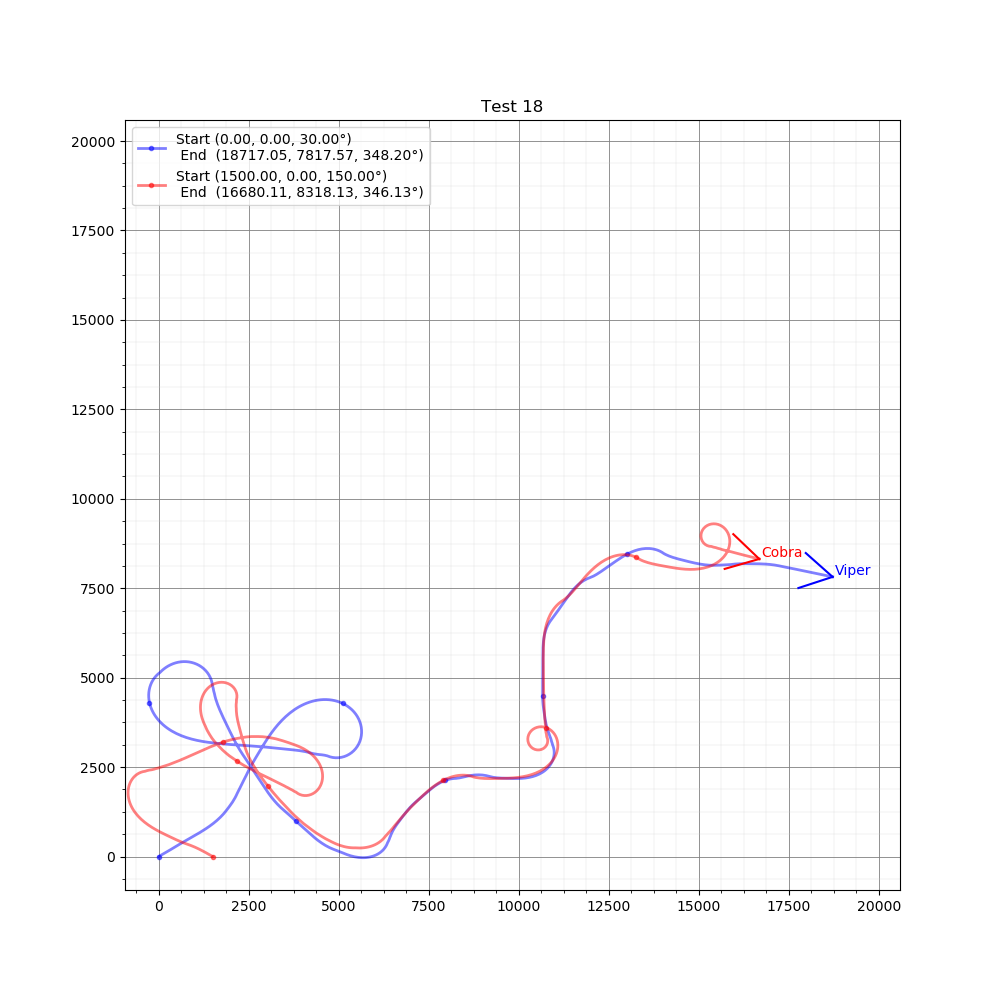 Test 18
Start (0.00, 0.00, 30.00°)
End (18717.05, 7817.57, 348.20°)
Start (1500.00, 0.00, 150.00°)
End (16680.11, 8318.13, 346.13°)
20000
17500
15000
12500
10000
7500
5000
2500
0
Cobra
Viper
0 2500 5000 7500 10000 12500 15000 17500 20000